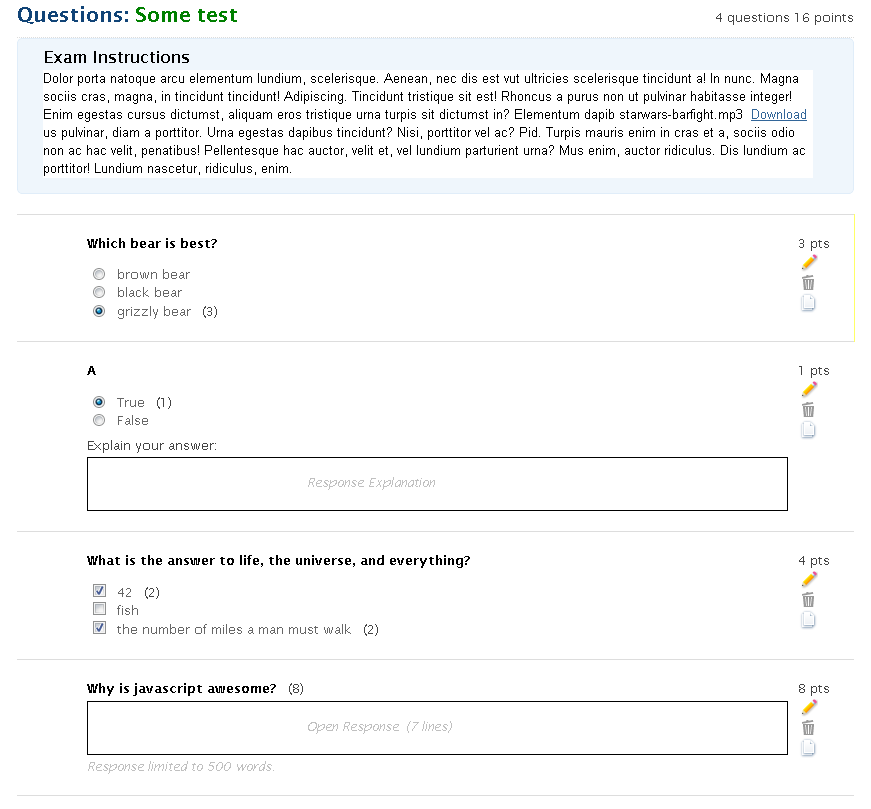 Questions: Some test
4 questions 16 points
Exam Instructions
Dolor porta natoque arcu elementum lundium, scelerisque. Aenean, nec dis est vut ultricies scelerisque tincidunt a! In nunc. Magna
sociis cras, magna, in tincidunt tincidunt! Adipiscing. Tincidunt tristique sit est! Rhoncus a purus non ut pulvinar habitasse integer!
Enim egestas cursus dictumst, aliquam eros tristique urna turpis sit dictumst in? Elementum dapib starwars-barfight.mp3 Download
us pulvinar, diam a porttitor. Urna egestas dapibus tincidunt? Nisi, porttitor vel ac? Pid. Turpis mauris enim in cras et a, sociis odio
non ac hac velit, penatibus! Pellentesque hac auctor, velit et, vel lundium parturient urna? Mus enim, auctor ridiculus. Dis lundium ac
porttitor! Lundium nascetur, ridiculus, enim.
Which bear is best?
3 pts
brown bear
black bear
grizzly bear (3)
A
1 pts
True (1)
False
Explain your answer:
Response Explanation
What is the answer to life, the universe, and everything?
4 pts
42 (2)
fish
the number of miles a man must walk (2)
Why is javascript awesome? (8)
8 pts
Open Response (7 lines)
Response limited to 500 words.